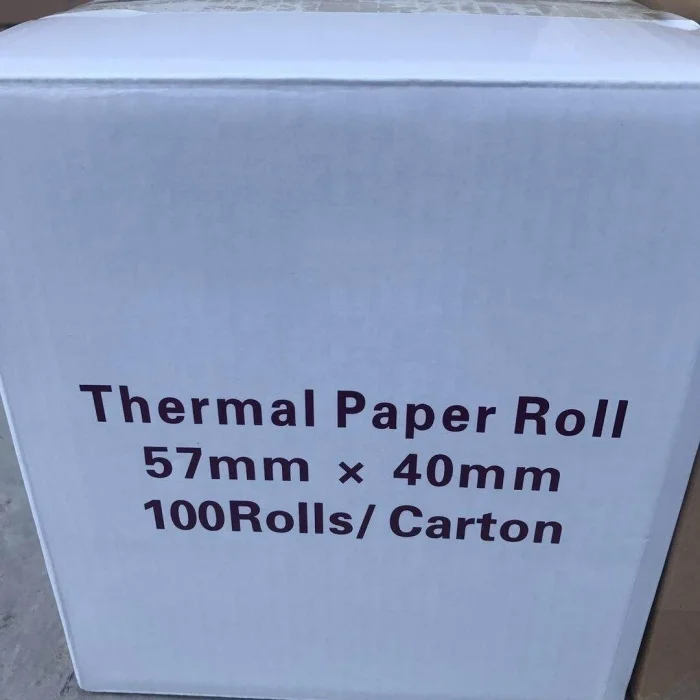 Thermal Paper Roll
57mm × 40mm
100Rolls/ Carton